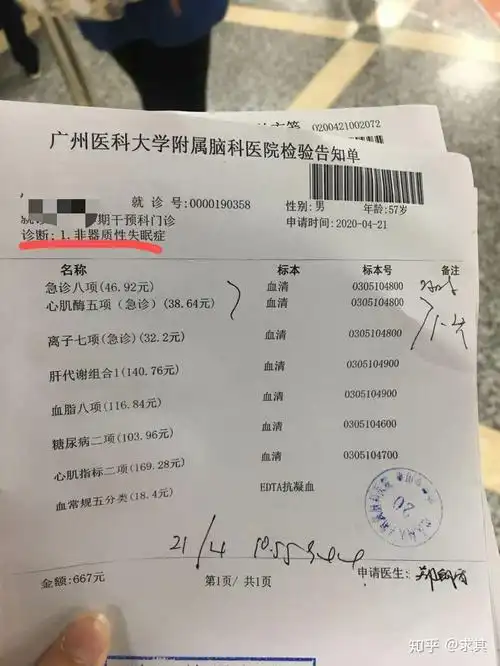 0200421002072
广州医科大学附属脑科医院检验告知单
就诊号:0000190358
性别:男 年龄:57岁
期干预科门诊
申请时间:2020-04-21
诊断:1.非器质性失眠症
名称 标本 标本号 备注
急诊八项(46.92元) 血清 0305104800
心肌酶五项(急诊)(38.64元) 血清 0305104800
离子七项(急诊)(32.2元) 血清 0305104800
肝代谢组合1(140.76元) 血清 0305104900
血脂八项(116.84元) 血清 0305104900
糖尿病二项(103.96元) 血清 0305104600
心肌指标二项(169.28元) 血清 0305104700
血常规五分类(18.4元) EDTA抗凝血
20
21/4
金额:667元 第1页/共1页 申请医生:
知乎 @求其